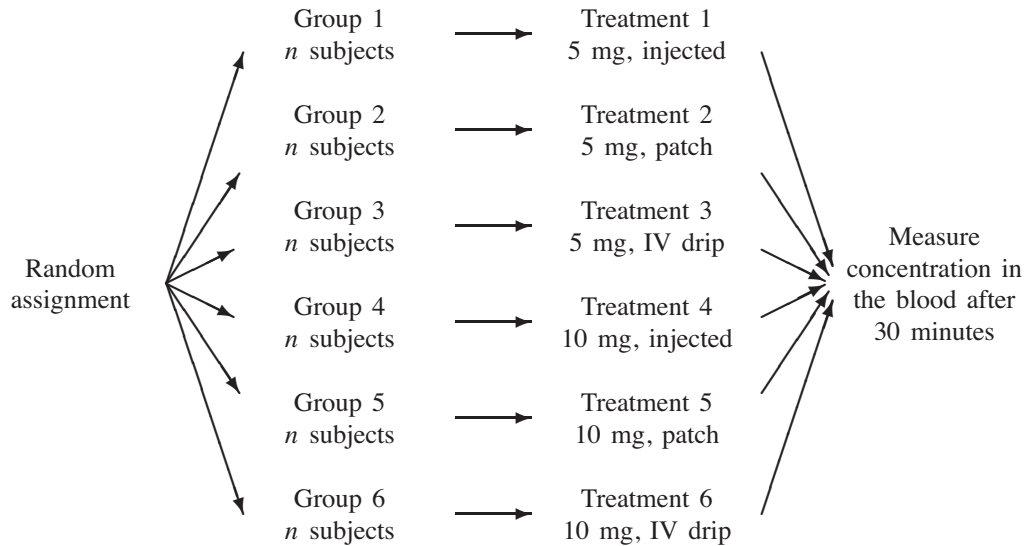 Random
assignment
Group 1
n subjects
Treatment 1
5 mg, injected
Group 2
n subjects
Treatment 2
5 mg, patch
Group 3
n subjects
Treatment 3
5 mg, IV drip
Group 4
n subjects
Treatment 4
10 mg, injected
Group 5
n subjects
Treatment 5
10 mg, patch
Group 6
n subjects
Treatment 6
10 mg, IV drip
Measure
concentration in
the blood after
30 minutes